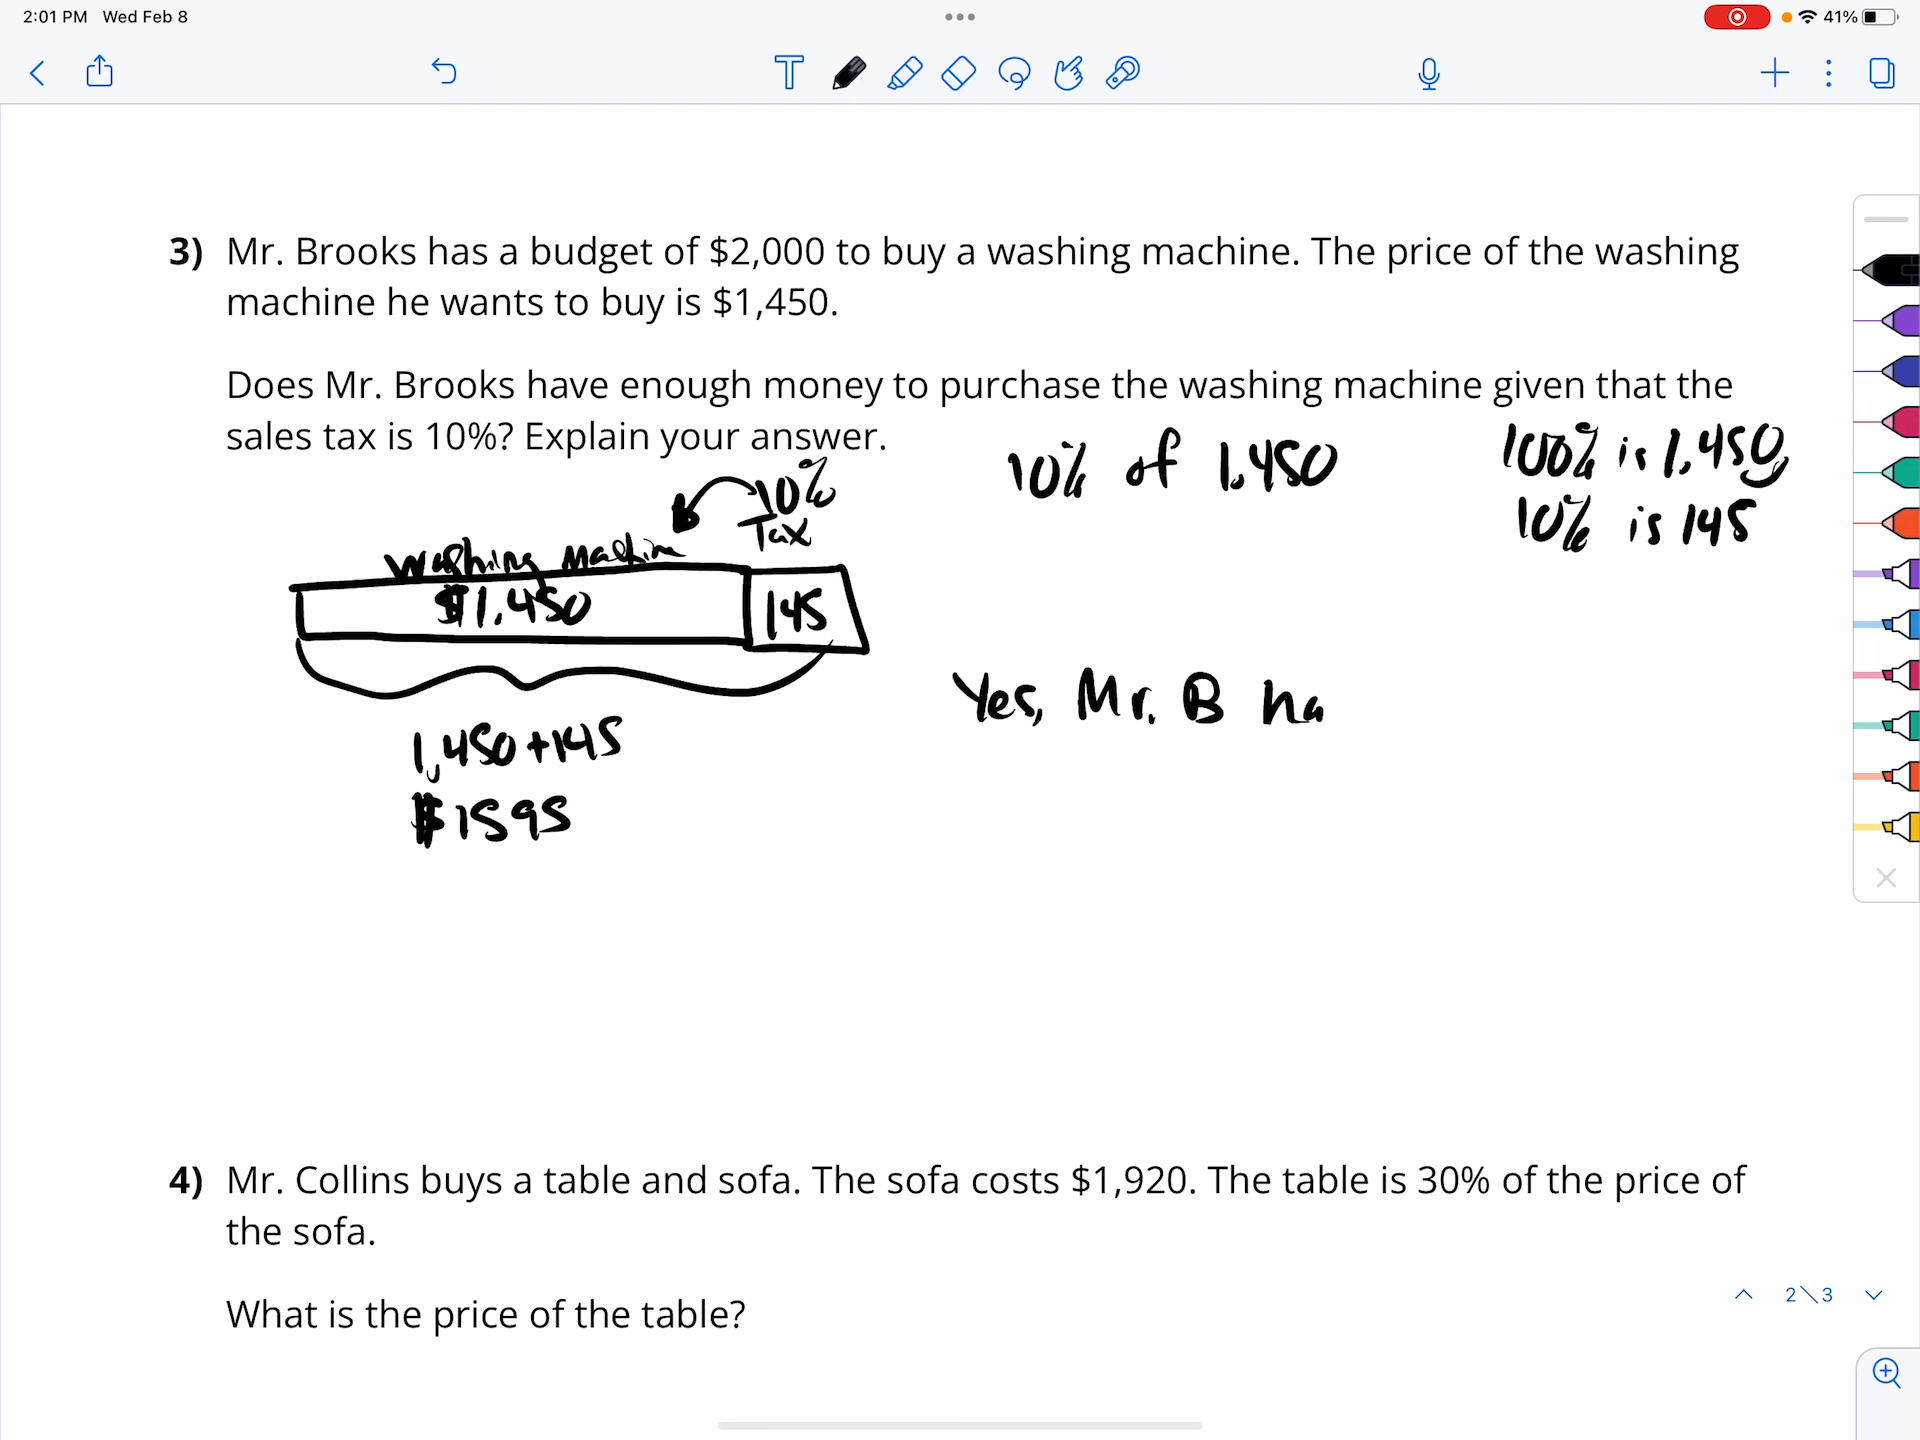 2:01 PM Wed Feb 8
41%
3) Mr. Brooks has a budget of $2,000 to buy a washing machine. The price of the washing
machine he wants to buy is $1,450.
Does Mr. Brooks have enough money to purchase the washing machine given that the
sales tax is 10%? Explain your answer.
10% of 1,450
100% is 1,450
10% is 145
10%
Tax
Washing Machine
$1,450
145
Yes, Mr. B ha
1,450+145
$1595
4) Mr. Collins buys a table and sofa. The sofa costs $1,920. The table is 30% of the price of
the sofa.
What is the price of the table?
2\3